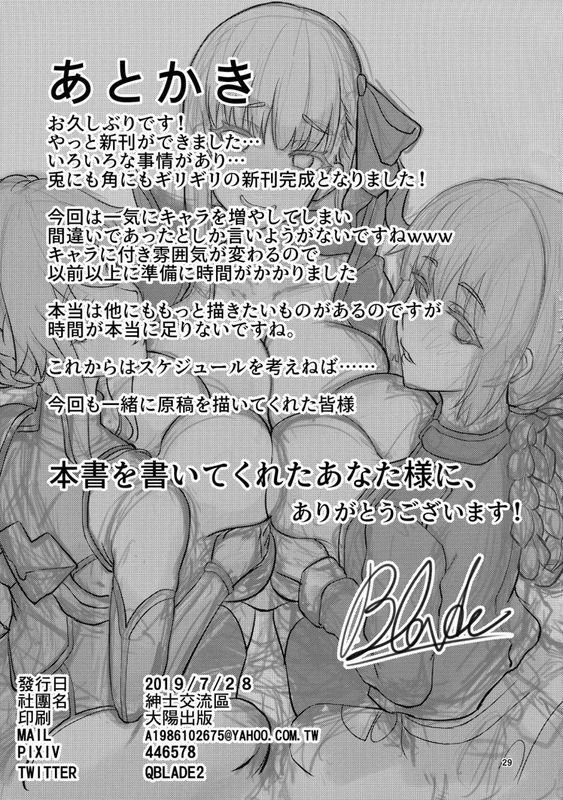 あとかき
お久しぶりです！
やっと新刊ができました…
いろいろな事情があり…
兎にも角にもギリギリの新刊完成となりました！
今回は一気にキャラを増やしてしまい
間違いであったとしか言いようがないですねwww
キャラに付き雰囲気が変わるので
以前以上に準備に時間がかかりました
本当は他にももっと描きたいものがあるのですが
時間が本当に足りないですね。
これからはスケジュールを考えねば……
今回も一緒に原稿を描いてくれた皆様
本書を書いてくれたあなた様に、
ありがとうございます！
Blade
發行日 2019/7/28
社團名 紳士交流區
印刷 大陽出版
MAIL A1986102675@YAHOO.COM.TW
PIXIV 446578
TWITTER QBLADE2
29